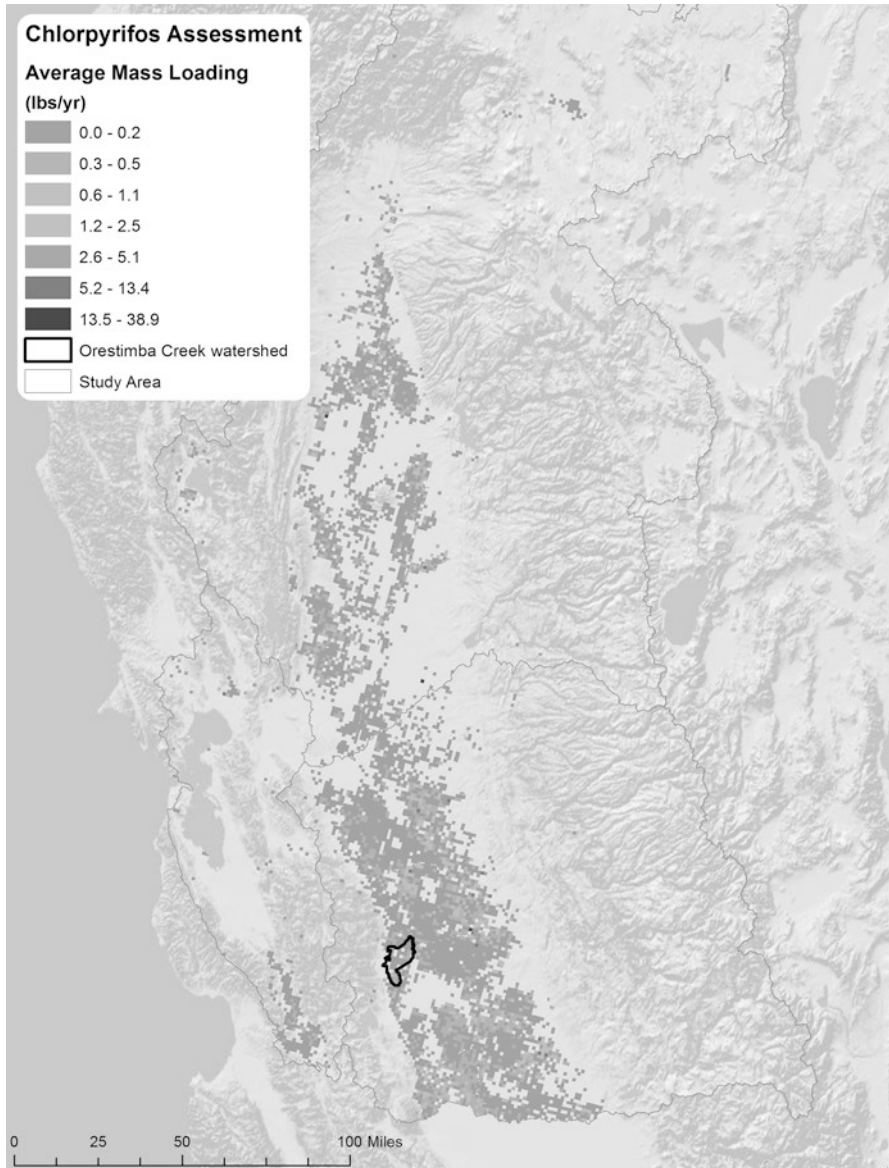 Chlorpyrifos Assessment
Average Mass Loading
(lbs/yr)
0.0 - 0.2
0.3 - 0.5
0.6 - 1.1
1.2 - 2.5
2.6 - 5.1
5.2 - 13.4
13.5 - 38.9
Orestimba Creek watershed
Study Area
0 25 50 100 Miles